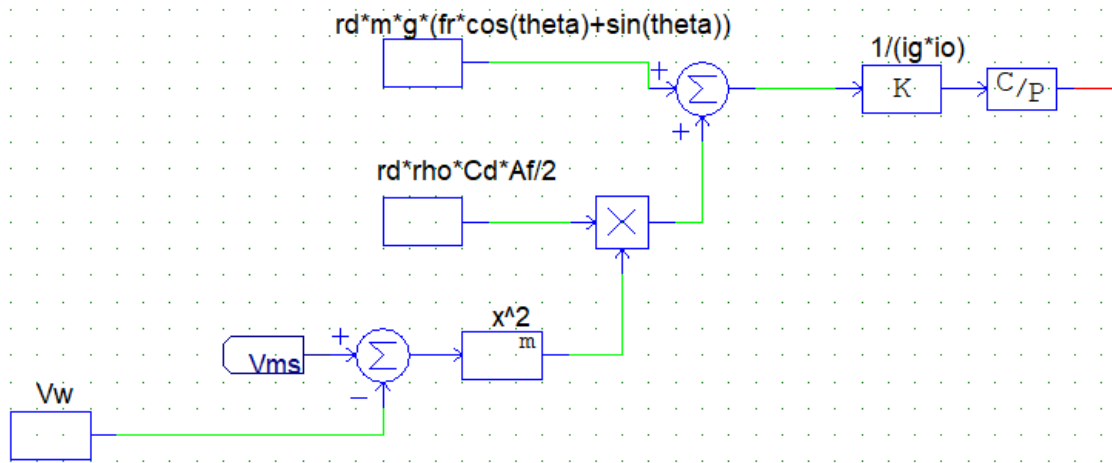 rd*m*g*(fr*cos(theta)+sin(theta))
1/(ig*io)
+
Σ
K
C/P
+
rd*rho*Cd*Af/2
×
x^2
m
+
Vms
Σ
−
Vw